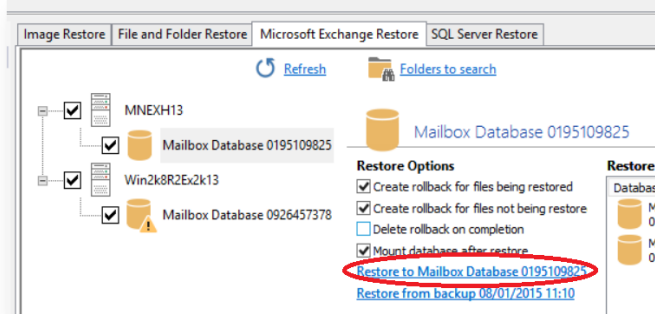 Image Restore File and Folder Restore Microsoft Exchange Restore SQL Server Restore
Refresh Folders to search
MNEXH13
Mailbox Database 0195109825
Win2k8R2Ex2k13
Mailbox Database 0926457378
Mailbox Database 0195109825
Restore Options
Create rollback for files being restored
Create rollback for files not being restore
Delete rollback on completion
Mount database after restore
Restore to Mailbox Database 0195109825
Restore from backup 08/01/2015 11:10
Restore
Databas
M
0
M
0